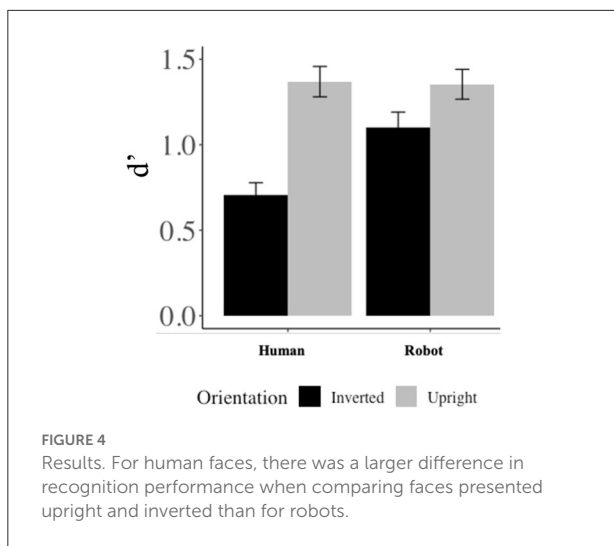 1.5
1.0
0.5
0.0
d'
Human Robot
Orientation Inverted Upright
FIGURE 4
Results. For human faces, there was a larger difference in
recognition performance when comparing faces presented
upright and inverted than for robots.